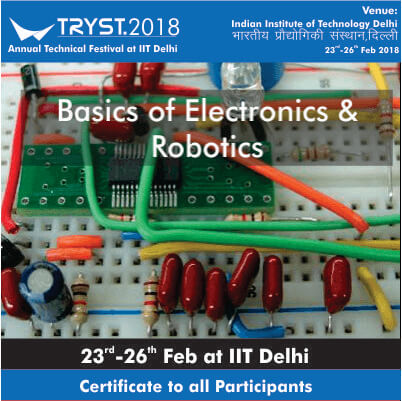 TRYST.2018
Annual Technical Festival at IIT Delhi
Venue:
Indian Institute of Technology Delhi
भारतीय प्रौद्योगिकी संस्थान,दिल्ली
23rd-26th Feb 2018
Basics of Electronics &
Robotics
23rd-26th Feb at IIT Delhi
Certificate to all Participants